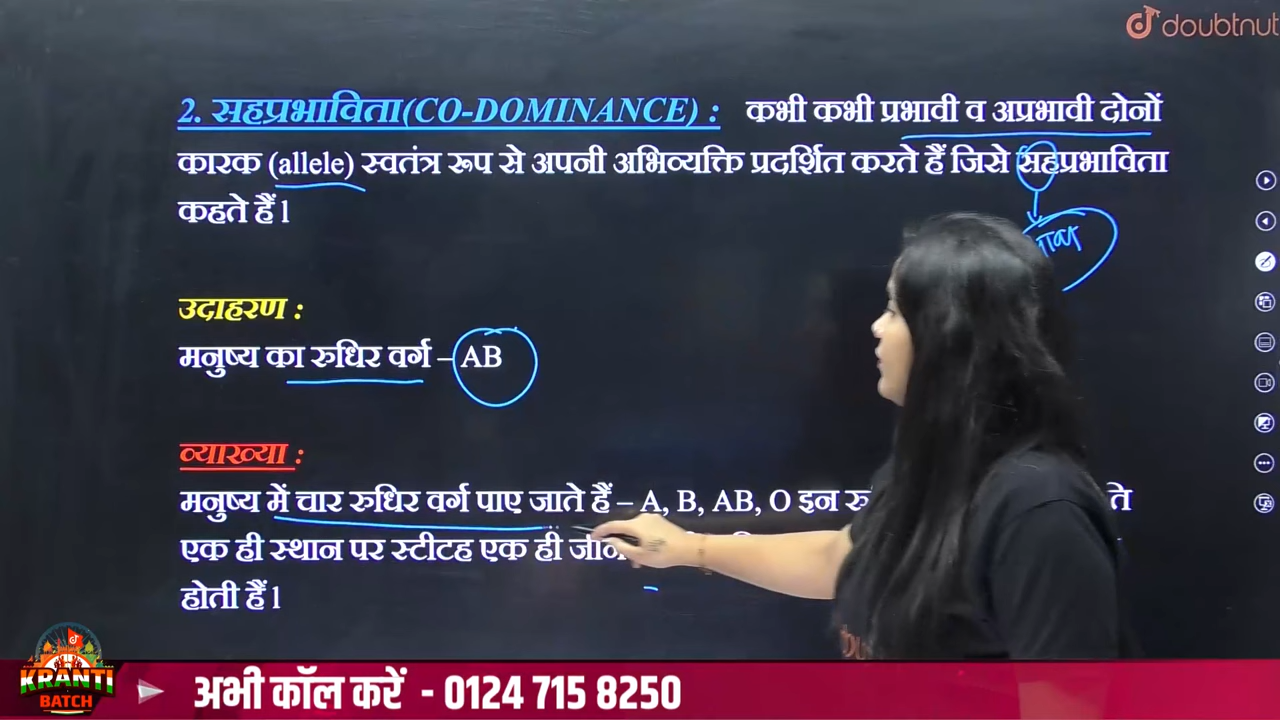 doubtnut
2. सहप्रभाविता(CO-DOMINANCE) : कभी कभी प्रभावी व अप्रभावी दोनों
कारक (allele) स्वतंत्र रूप से अपनी अभिव्यक्ति प्रदर्शित करते हैं जिसे सहप्रभाविता
कहते हैं l
उदाहरण :
मनुष्य का रुधिर वर्ग – AB
व्याख्या :
मनुष्य में चार रुधिर वर्ग पाए जाते हैं – A, B, AB, O इन
एक ही स्थान पर स्टीटह एक ही
होती हैं l
KRANTI
BATCH
अभी कॉल करें - 0124 715 8250